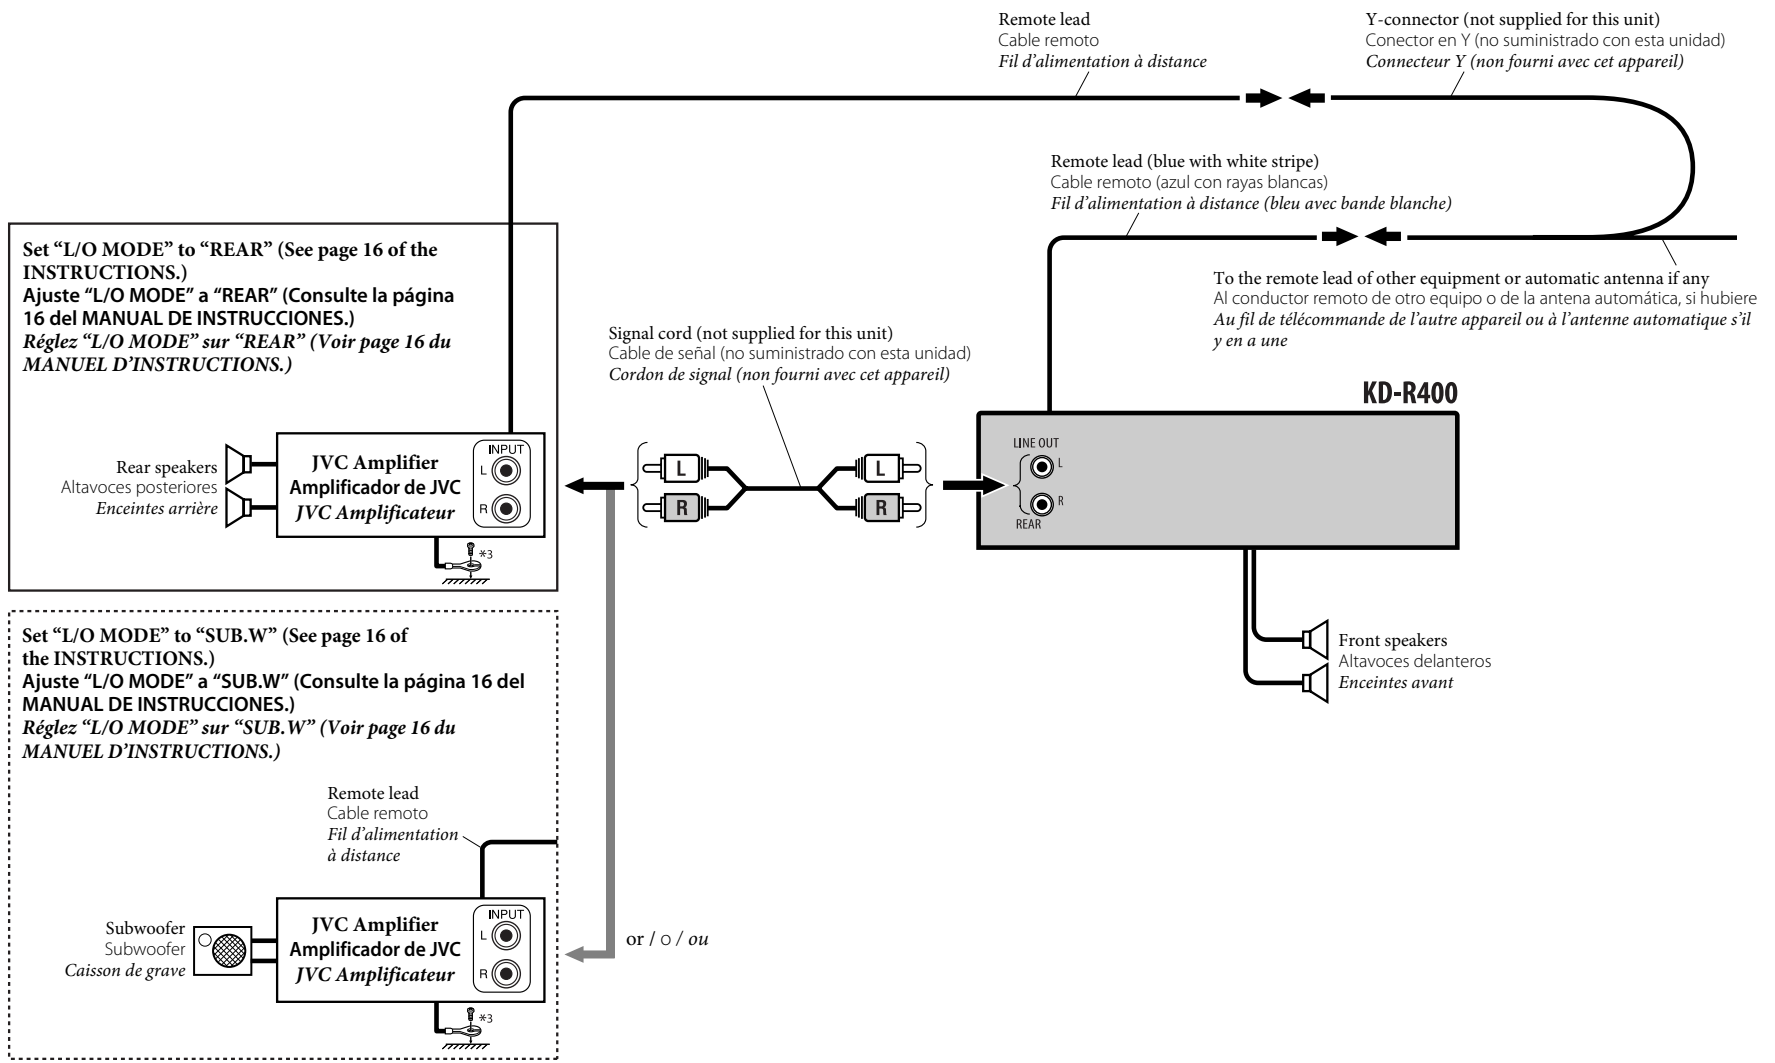 Remote lead
Cable remoto
Fil d’alimentation à distance
Y-connector (not supplied for this unit)
Conector en Y (no suministrado con esta unidad)
Connecteur Y (non fourni avec cet appareil)
Remote lead (blue with white stripe)
Cable remoto (azul con rayas blancas)
Fil d’alimentation à distance (bleu avec bande blanche)
Set “L/O MODE” to “REAR” (See page 16 of the
INSTRUCTIONS.)
Ajuste “L/O MODE” a “REAR” (Consulte la página
16 del MANUAL DE INSTRUCCIONES.)
Réglez “L/O MODE” sur “REAR” (Voir page 16 du
MANUEL D’INSTRUCTIONS.)
To the remote lead of other equipment or automatic antenna if any
Al conductor remoto de otro equipo o de la antena automática, si hubiere
Au fil de télécommande de l’autre appareil ou à l’antenne automatique s’il
y en a une
Signal cord (not supplied for this unit)
Cable de señal (no suministrado con esta unidad)
Cordon de signal (non fourni avec cet appareil)
KD-R400
Rear speakers
Altavoces posteriores
Enceintes arrière
JVC Amplifier
Amplificador de JVC
JVC Amplificateur
INPUT
L
R
*3
L
R
L
R
LINE OUT
L
R
REAR
Front speakers
Altavoces delanteros
Enceintes avant
Set “L/O MODE” to “SUB.W” (See page 16 of
the INSTRUCTIONS.)
Ajuste “L/O MODE” a “SUB.W” (Consulte la página 16 del
MANUAL DE INSTRUCCIONES.)
Réglez “L/O MODE” sur “SUB.W” (Voir page 16 du
MANUEL D’INSTRUCTIONS.)
Remote lead
Cable remoto
Fil d’alimentation
à distance
Subwoofer
Subwoofer
Caisson de grave
JVC Amplifier
Amplificador de JVC
JVC Amplificateur
INPUT
L
R
*3
or / o / ou